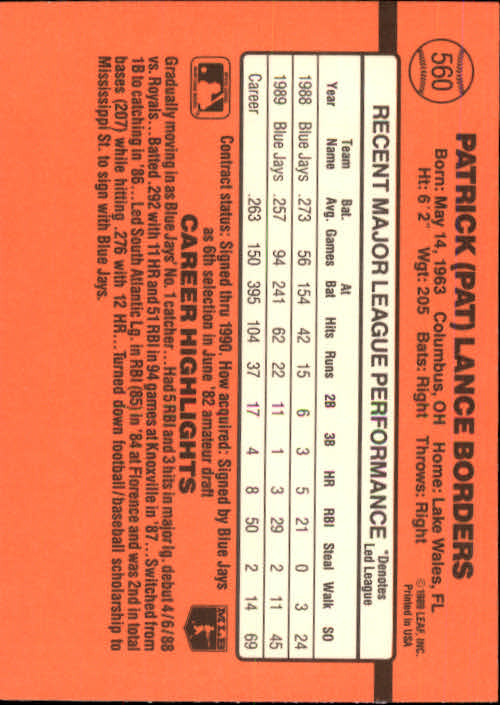 560
PATRICK (PAT) LANCE BORDERS
Born: May 14, 1963 Columbus, OH Home: Lake Wales, FL
Ht: 6' 2" Wgt: 205 Bats: Right Throws: Right
© 1989 LEAF, INC.
Printed in USA
RECENT MAJOR LEAGUE PERFORMANCE
*Denotes
Led League
Year Team Name Bat. Avg. Games At Bat Hits Runs 2B 3B HR RBI Steal Walk SO
1988 Blue Jays .273 56 154 42 15 6 3 5 21 0 3 24
1989 Blue Jays .257 94 241 62 22 11 1 3 29 2 11 45
Career .263 150 395 104 37 17 4 8 50 2 14 69
Contract status: Signed thru 1990. How acquired: Signed by Blue Jays
as 6th selection in June '82 amateur draft
MLB
CAREER HIGHLIGHTS
Gradually moving in as Blue Jays' No. 1 catcher...Had 5 RBI and 3 hits in major lg. debut 4/6/88
vs. Royals...Batted .292 with 11 HR and 51 RBI in 94 games at Knoxville in '87...Switched from
1B to catching in '86...Led South Atlantic Lg. in RBI (85) in '84 at Florence and was 2nd in total
bases (207) while hitting .276 with 12 HR...Turned down football/baseball scholarship to
Mississippi St. to sign with Blue Jays.